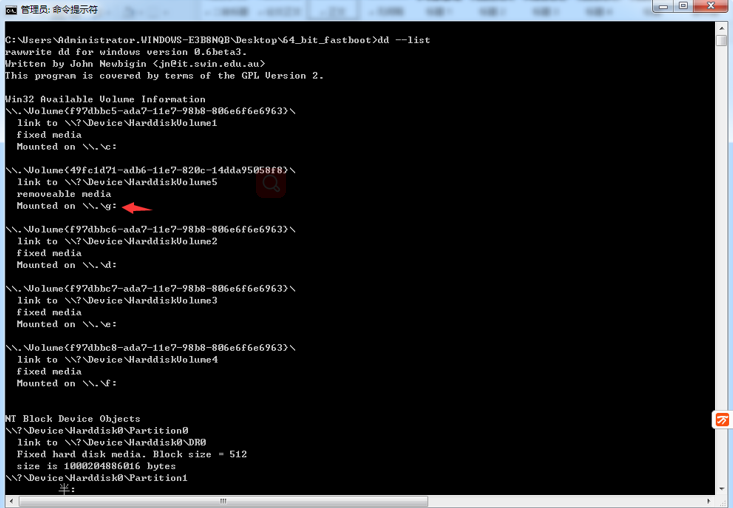 管理员: 命令提示符
C:\Users\Administrator.WINDOWS-E3B8NQB\Desktop\64_bit_fastboot>dd --list
rawwrite dd for windows version 0.6beta3.
Written by John Newbigin <jn@it.swin.edu.au>
This program is covered by terms of the GPL Version 2.
Win32 Available Volume Information
\\.\Volume{f97dbbc5-ada7-11e7-98b8-806e6f6e6963}\
link to \\?\Device\HarddiskVolume1
fixed media
Mounted on \\.\c:
\\.\Volume{49fc1d71-adb6-11e7-820c-14dda95058f8}\
link to \\?\Device\HarddiskVolume5
removeable media
Mounted on \\.\g:
\\.\Volume{f97dbbc6-ada7-11e7-98b8-806e6f6e6963}\
link to \\?\Device\HarddiskVolume2
fixed media
Mounted on \\.\d:
\\.\Volume{f97dbbc7-ada7-11e7-98b8-806e6f6e6963}\
link to \\?\Device\HarddiskVolume3
fixed media
Mounted on \\.\e:
\\.\Volume{f97dbbc8-ada7-11e7-98b8-806e6f6e6963}\
link to \\?\Device\HarddiskVolume4
fixed media
Mounted on \\.\f:
NT Block Device Objects
\\?\Device\Harddisk0\Partition0
link to \\?\Device\Harddisk0\DR0
Fixed hard disk media. Block size = 512
size is 1000204886016 bytes
\\?\Device\Harddisk0\Partition1
半: